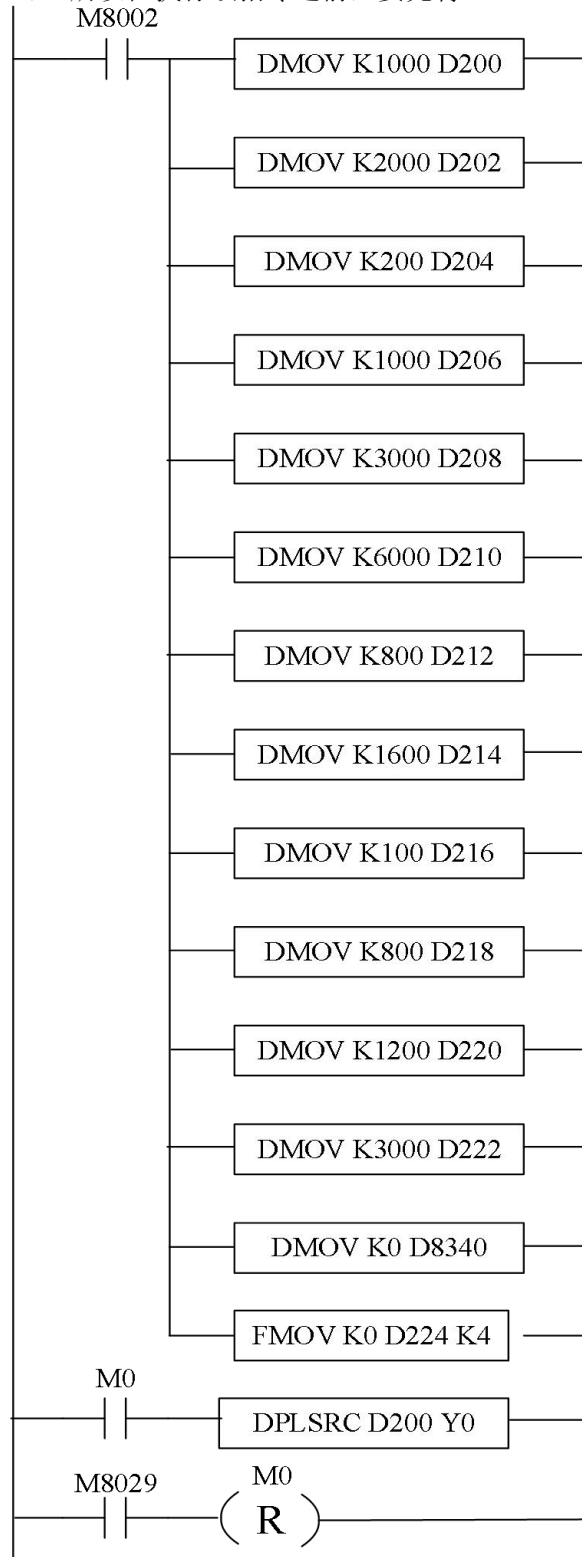 M8002
DMOV K1000 D200
DMOV K2000 D202
DMOV K200 D204
DMOV K1000 D206
DMOV K3000 D208
DMOV K6000 D210
DMOV K800 D212
DMOV K1600 D214
DMOV K100 D216
DMOV K800 D218
DMOV K1200 D220
DMOV K3000 D222
DMOV K0 D8340
FMOV K0 D224 K4
M0
DPLSRC D200 Y0
M8029
M0
R